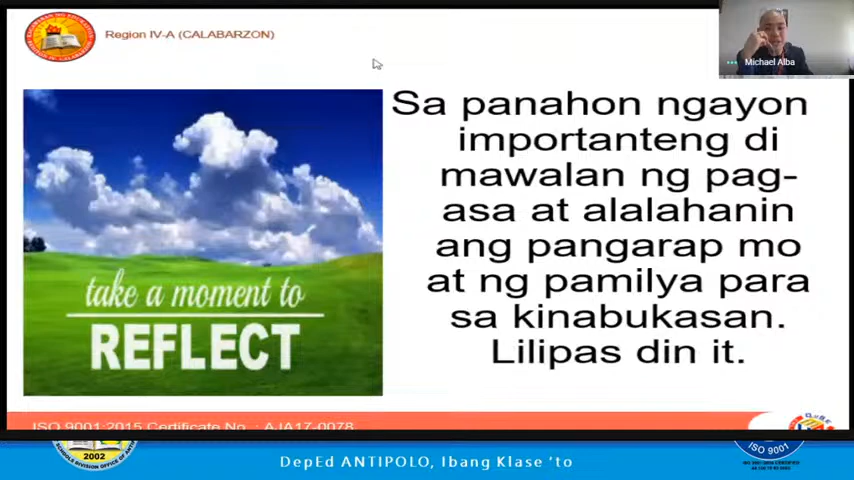 Region IV-A (CALABARZON)
Michael Alba
Sa panahon ngayon
importanteng di
mawalan ng pag-
asa at alalahanin
ang pangarap mo
at ng pamilya para
sa kinabukasan.
Lilipas din it.
take a moment to
REFLECT
ISO 9001:2015 Certificate No. : AJA17-0078
2002
DepEd ANTIPOLO, Ibang Klase 'to
ISO 9001